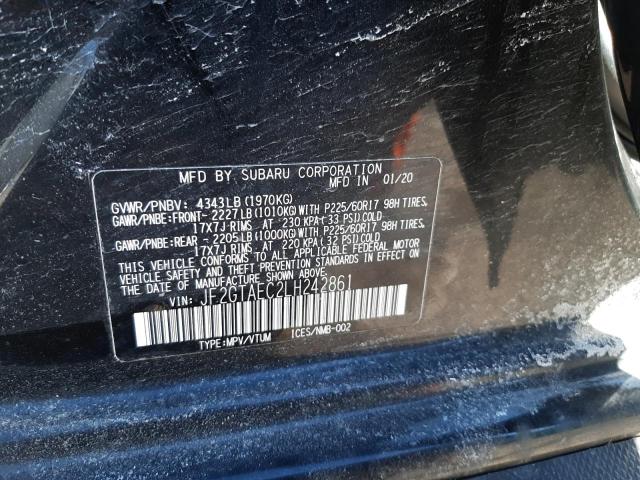 MFD BY SUBARU CORPORATION
MFD IN 01/20
GVWR/PNBV: 4343LB(1970KG)
GAWR/PNBE:FRONT-2227LB(1010KG)WITH P225/60R17 98H TIRES,
17X7J RIMS AT 230 KPA(33 PSI)COLD
GAWR/PNBE:REAR -2205LB(1000KG)WITH P225/60R17 98H TIRES,
17X7J RIMS AT 220 KPA(32 PSI)COLD
THIS VEHICLE CONFORMS TO ALL APPLICABLE FEDERAL MOTOR
VEHICLE SAFETY STANDARDS IN EFFECT ON
THE DATE OF MANUFACTURE SHOWN ABOVE.
VIN: JF2GTAEC2LH242861
TYPE:MPV/VTUM ICES/NMB-002